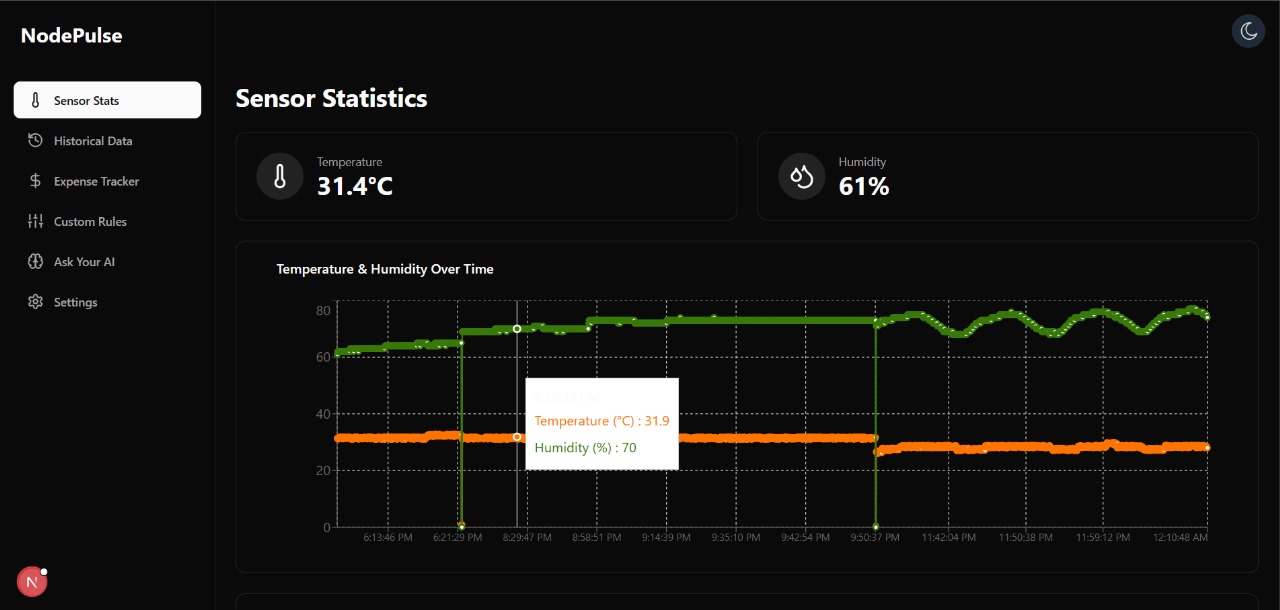 NodePulse
Sensor Stats
Historical Data
Expense Tracker
Custom Rules
Ask Your AI
Settings
N
Sensor Statistics
Temperature
31.4°C
Humidity
61%
Temperature & Humidity Over Time
80
60
40
20
0
Temperature (°C) : 31.9
Humidity (%) : 70
6:13:46 PM 6:21:29 PM 8:29:47 PM 8:58:51 PM 9:14:39 PM 9:35:10 PM 9:42:54 PM 9:50:37 PM 11:42:04 PM 11:50:38 PM 11:59:12 PM 12:10:48 AM